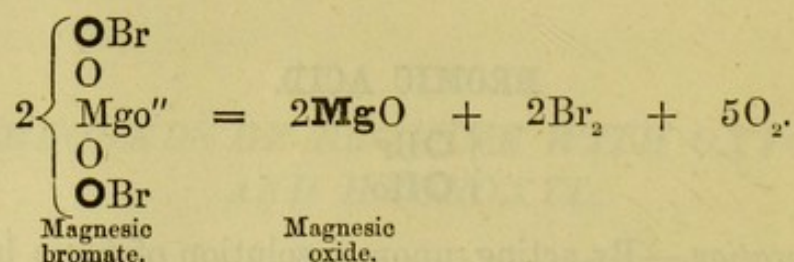 OBr
O
2{ Mgo″ = 2MgO + 2Br₂ + 5O₂.
O
OBr
Magnesic Magnesic
bromate. oxide.